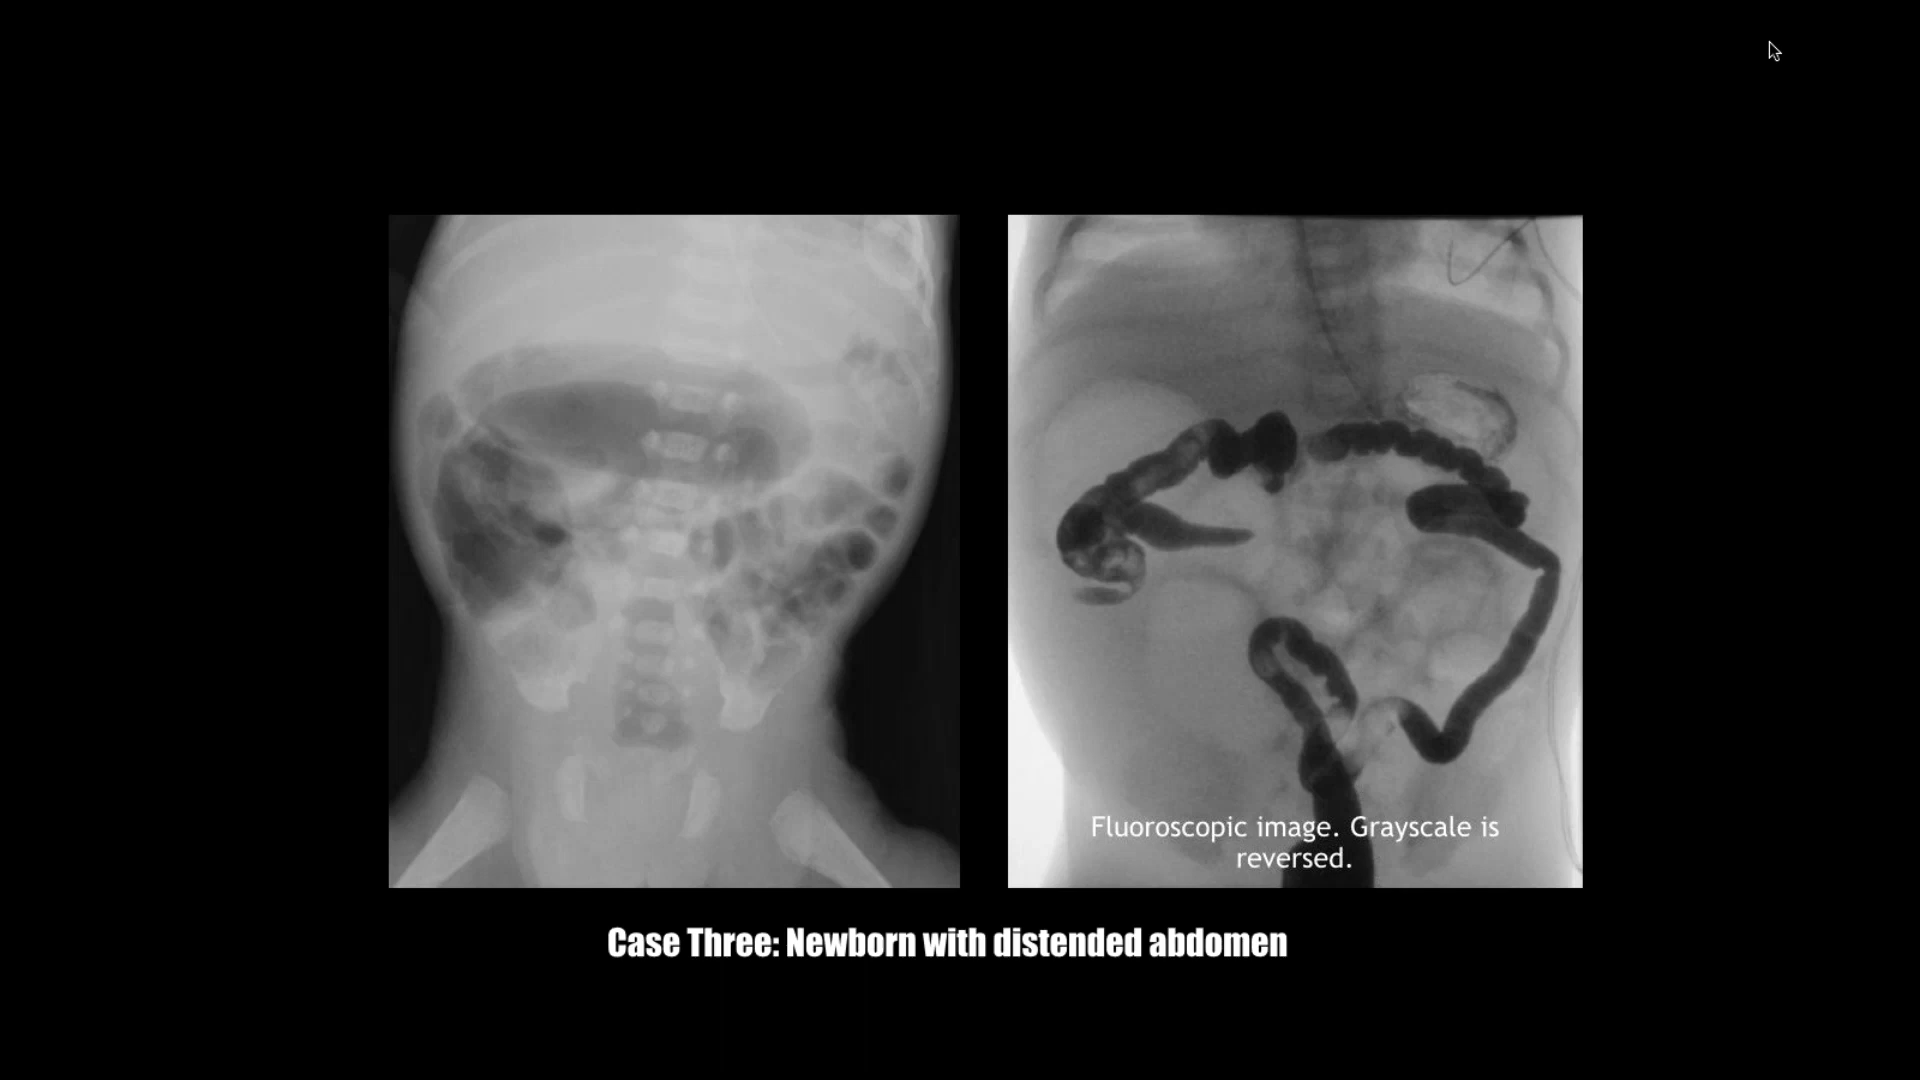 Fluoroscopic image. Grayscale is
reversed.
Case Three: Newborn with distended abdomen